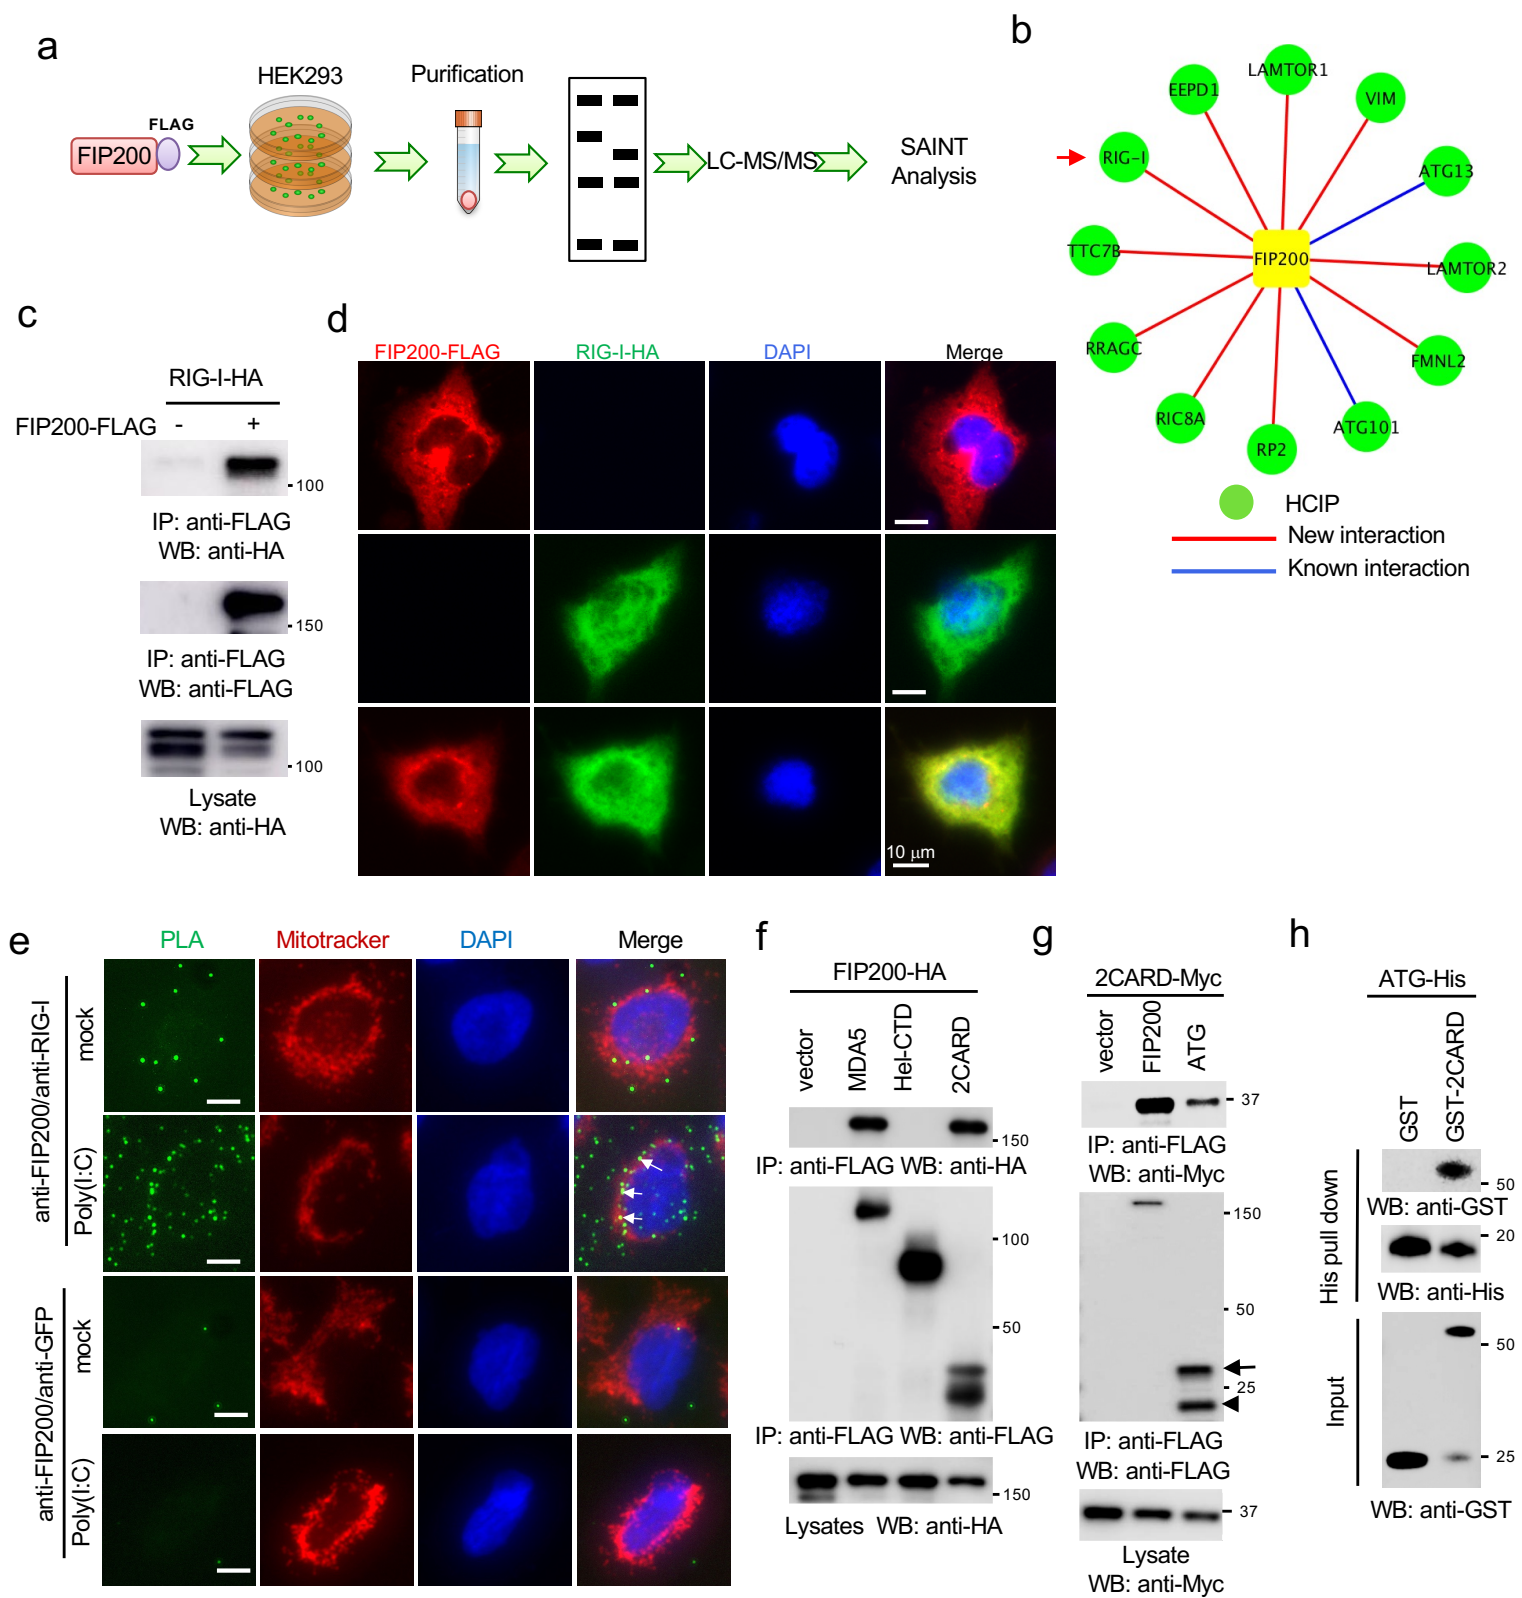 a
FLAG
FIP200
HEK293
Purification
LC-MS/MS
SAINT
Analysis
b
LAMTOR1
EEPD1
VIM
RIG-I
ATG13
TTC7B
FIP200
LAMTOR2
RRAGC
FMNL2
RIC8A
ATG101
RP2
HCIP
New interaction
Known interaction
c
RIG-I-HA
FIP200-FLAG - +
100
IP: anti-FLAG
WB: anti-HA
150
IP: anti-FLAG
WB: anti-FLAG
100
Lysate
WB: anti-HA
d
FIP200-FLAG RIG-I-HA DAPI Merge
10 μm
e
PLA Mitotracker DAPI Merge
anti-FIP200/anti-RIG-I
mock
Poly(I:C)
anti-FIP200/anti-GFP
mock
Poly(I:C)
f
FIP200-HA
vector
MDA5
Hel-CTD
2CARD
150
IP: anti-FLAG WB: anti-HA
100
50
IP: anti-FLAG WB: anti-FLAG
150
Lysates WB: anti-HA
g
2CARD-Myc
vector
FIP200
ATG
37
IP: anti-FLAG
WB: anti-Myc
150
50
25
IP: anti-FLAG
WB: anti-FLAG
37
Lysate
WB: anti-Myc
h
ATG-His
GST
GST-2CARD
His pull down
50
WB: anti-GST
20
WB: anti-His
Input
50
25
WB: anti-GST